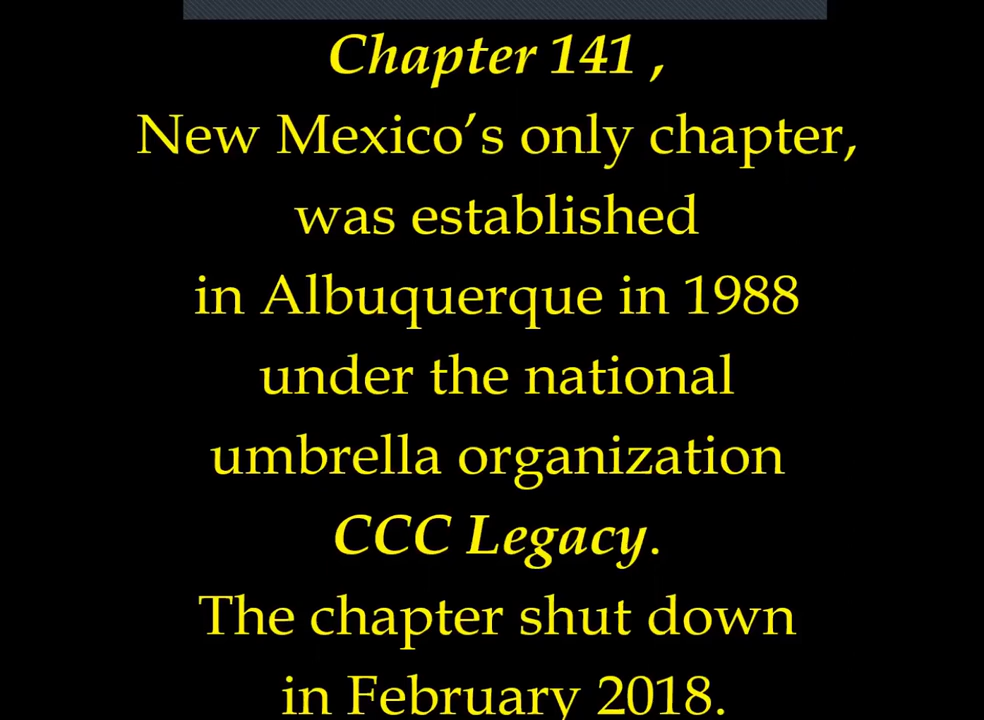 Chapter 141 ,
New Mexico’s only chapter,
was established
in Albuquerque in 1988
under the national
umbrella organization
CCC Legacy.
The chapter shut down
in February 2018.